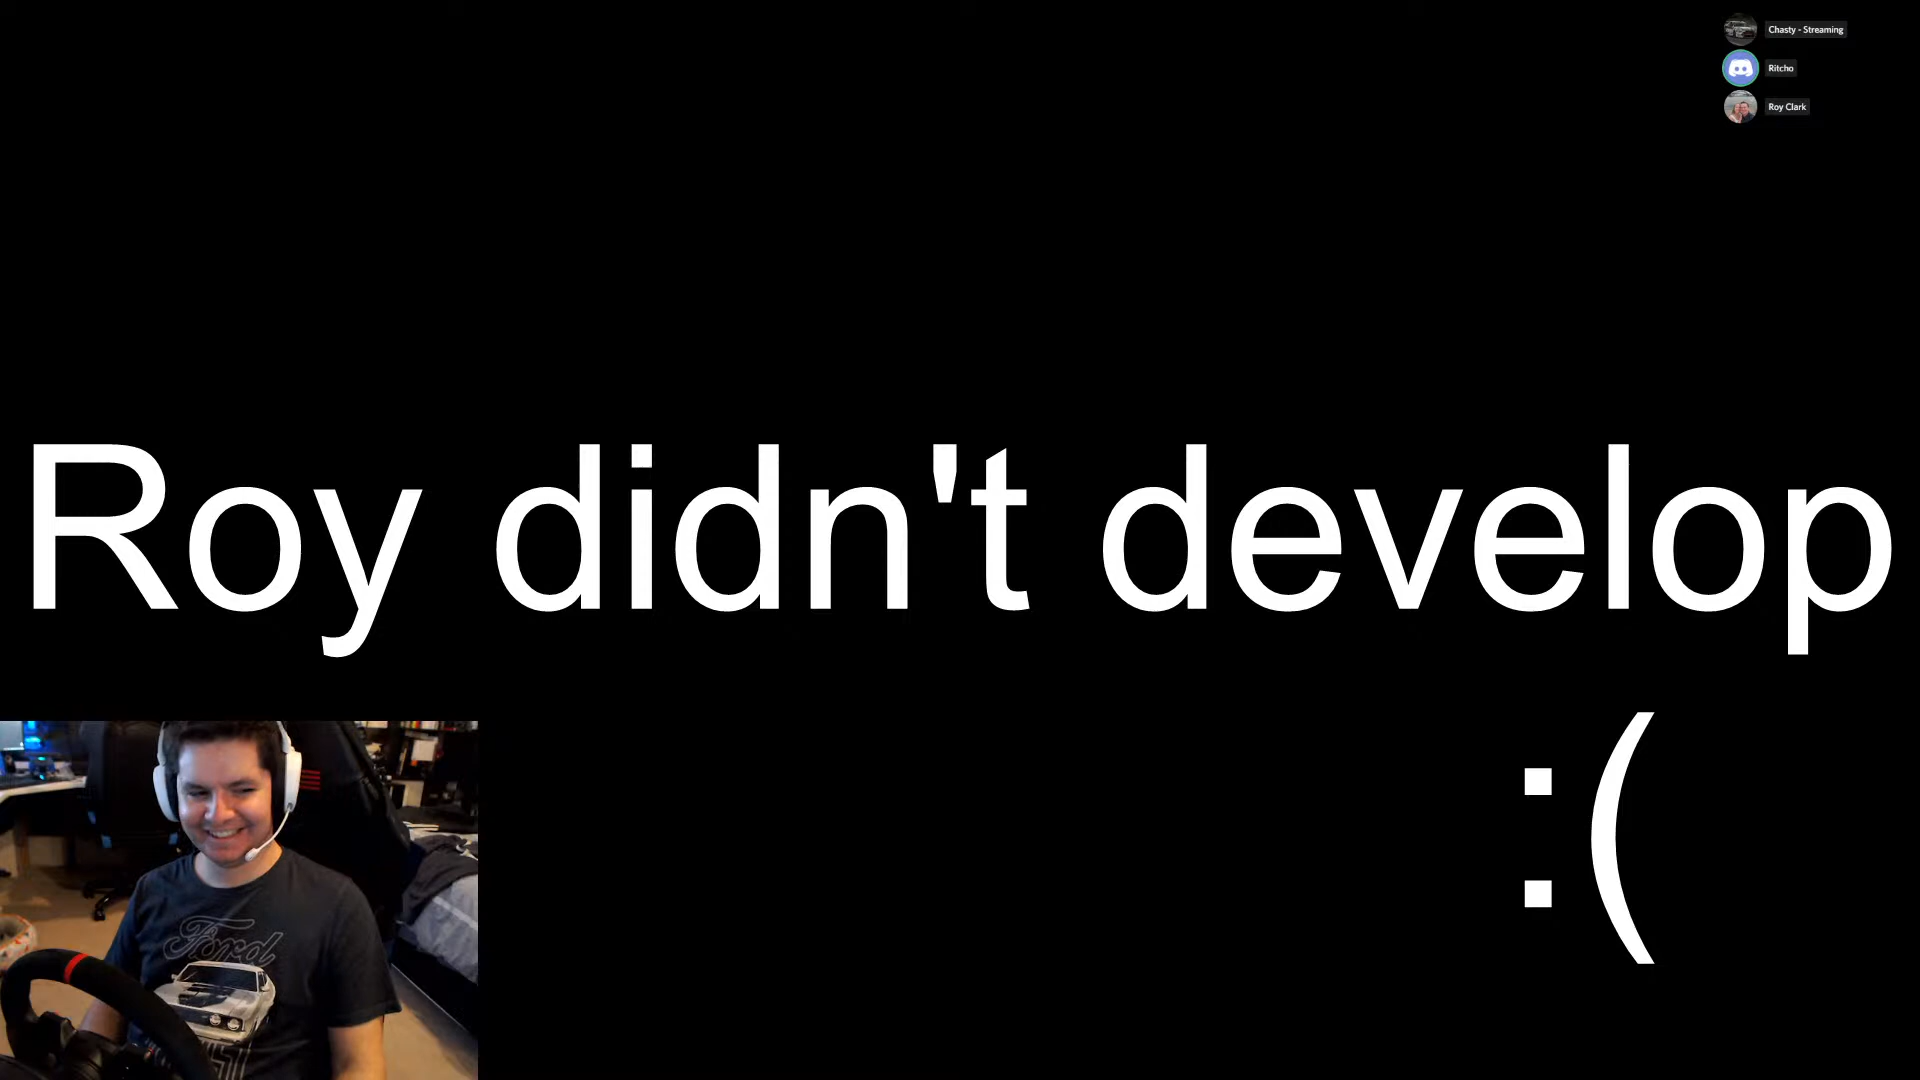 Chasty - Streaming
Ritcho
Roy Clark
Roy didn't develop
:(
Ford